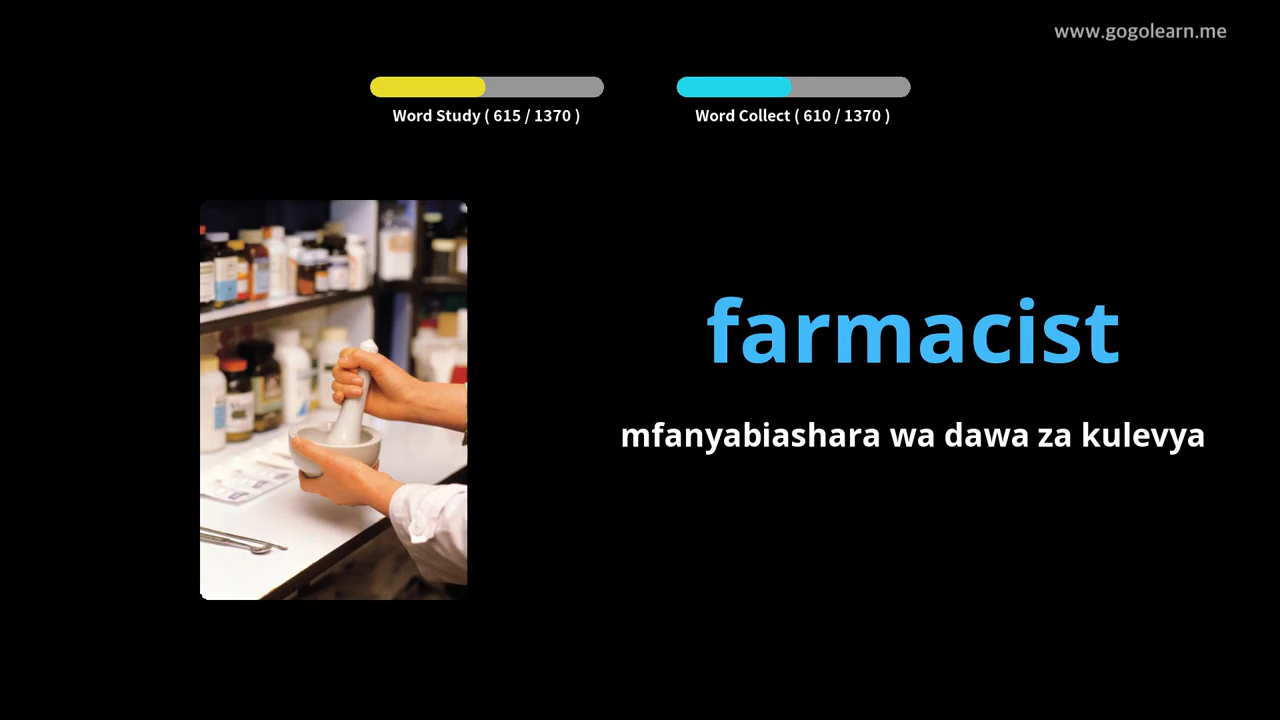 www.gogolearn.me
Word Study ( 615 / 1370 )
Word Collect ( 610 / 1370 )
farmacist
mfanyabiashara wa dawa za kulevya